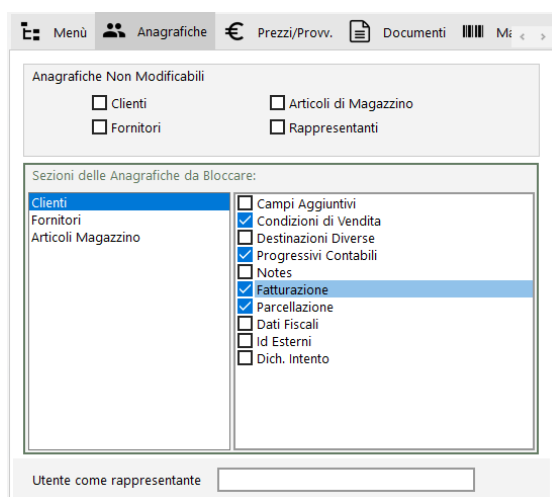 Menù Anagrafiche Prezzi/Provv. Documenti
Anagrafiche Non Modificabili
Clienti Articoli di Magazzino
Fornitori Rappresentanti
Sezioni delle Anagrafiche da Bloccare:
Clienti
Fornitori
Articoli Magazzino
Campi Aggiuntivi
Condizioni di Vendita
Destinazioni Diverse
Progressivi Contabili
Notes
Fatturazione
Parcellazione
Dati Fiscali
Id Esterni
Dich. Intento
Utente come rappresentante